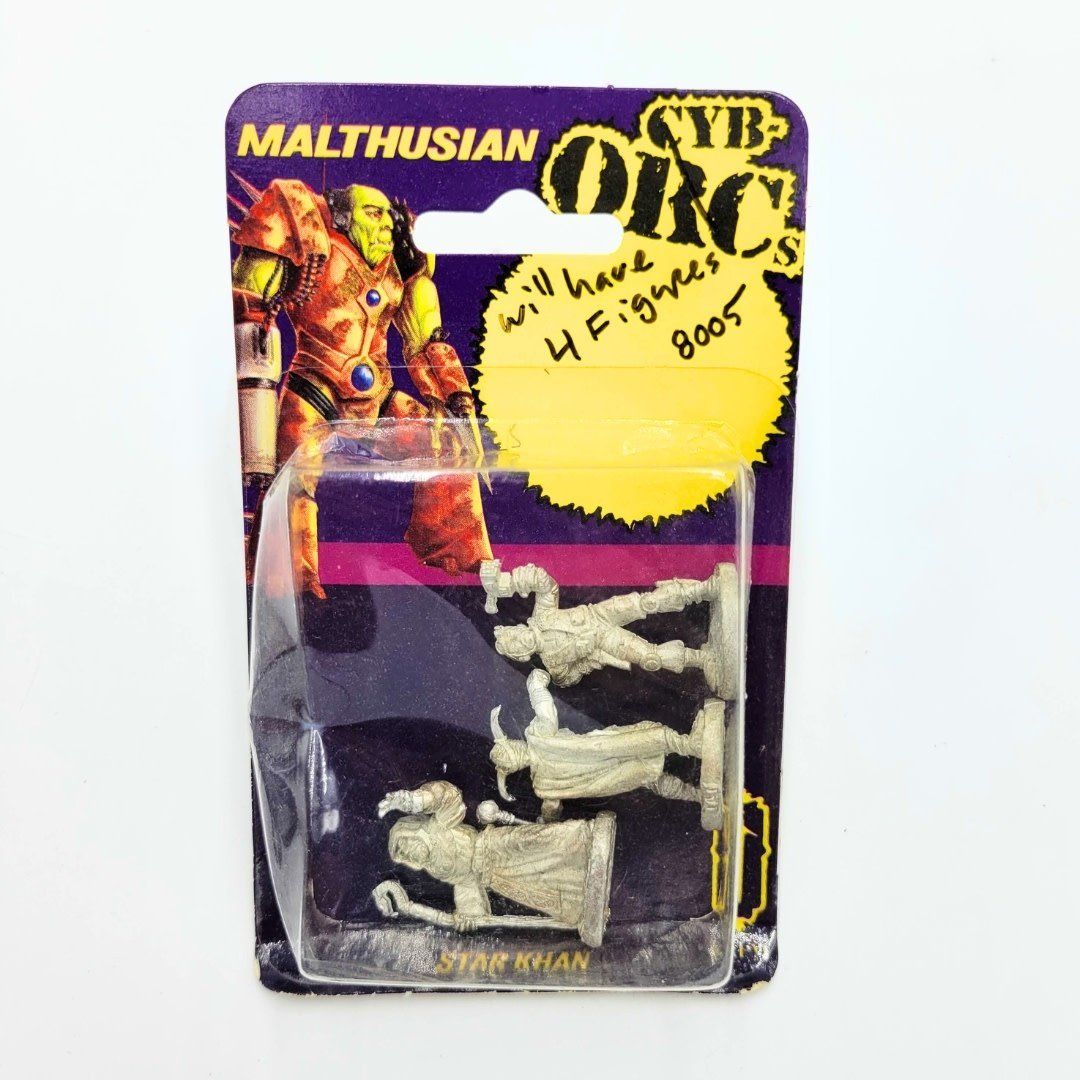 MALTHUSIAN
CYB-
ORCs
will have
4 Figures
8005
STAR KHAN